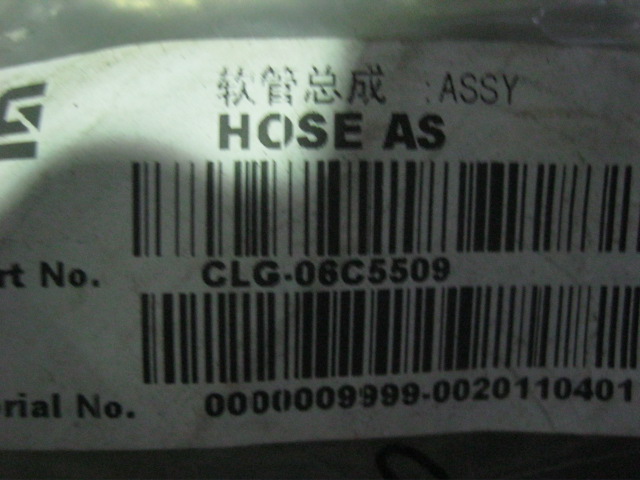 软管总成 :ASSY
HOSE AS
rt No. CLG-06C5509
rial No. 0000009999-0020110401